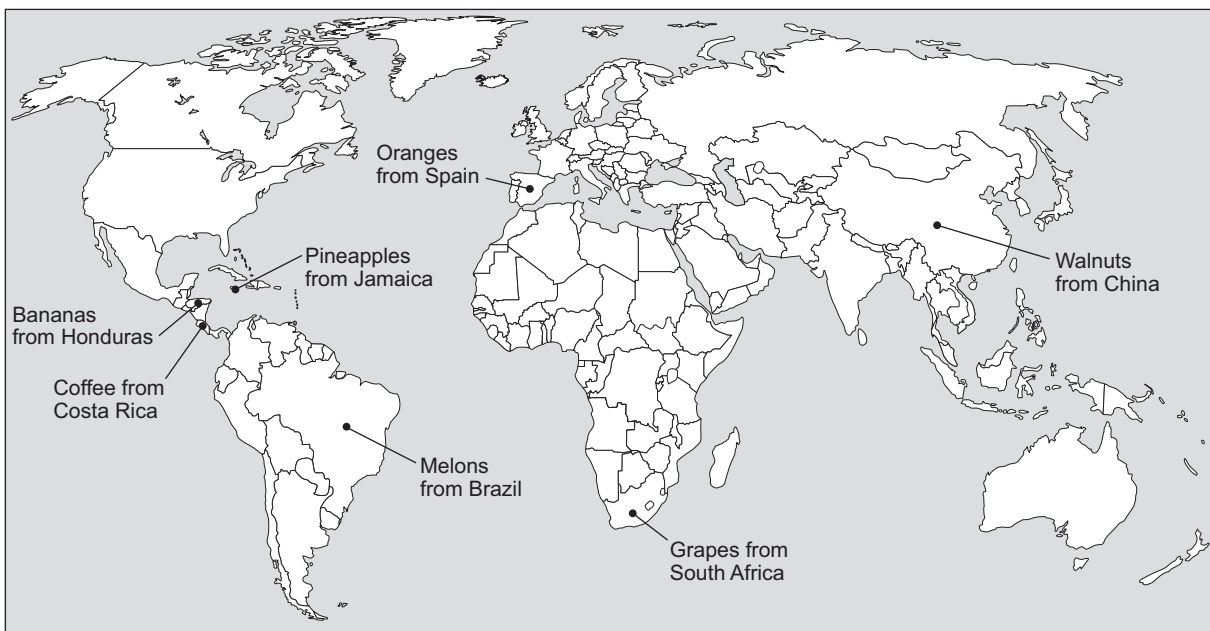 Oranges
from Spain
Pineapples
from Jamaica
Walnuts
from China
Bananas
from Honduras
Coffee from
Costa Rica
Melons
from Brazil
Grapes from
South Africa